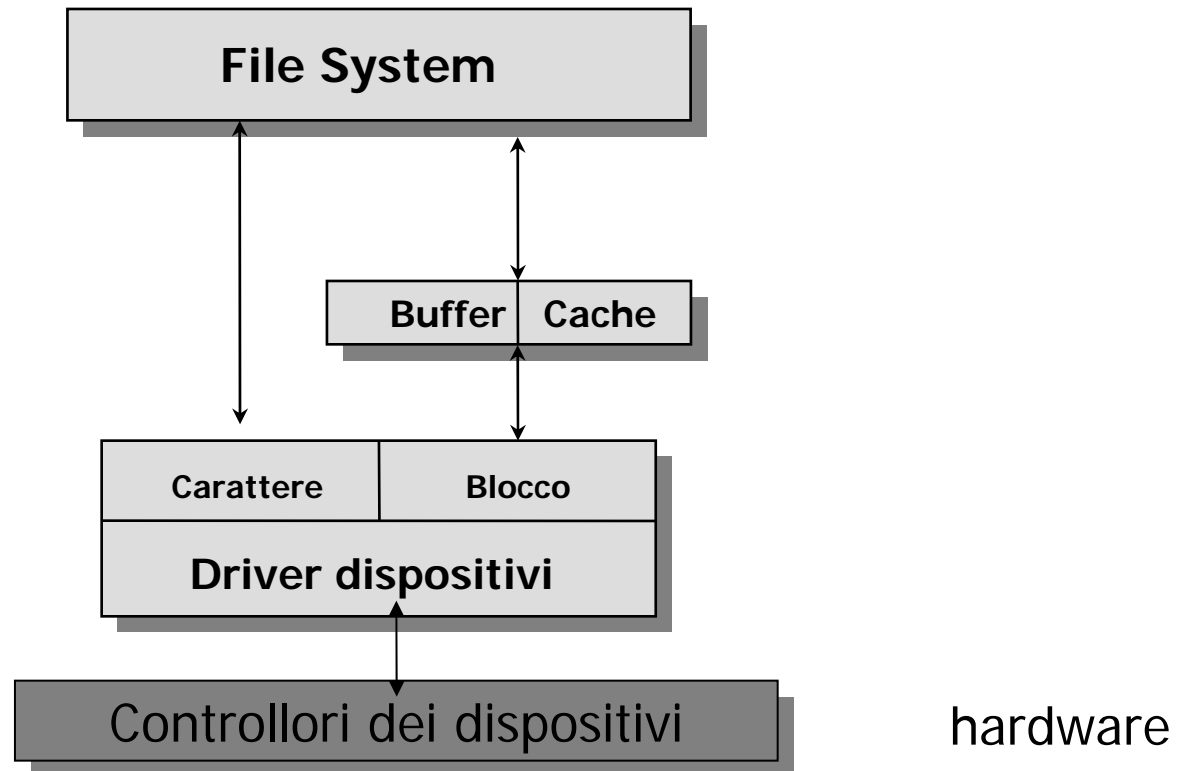 File System
Buffer Cache
Carattere Blocco
Driver dispositivi
Controllori dei dispositivi hardware